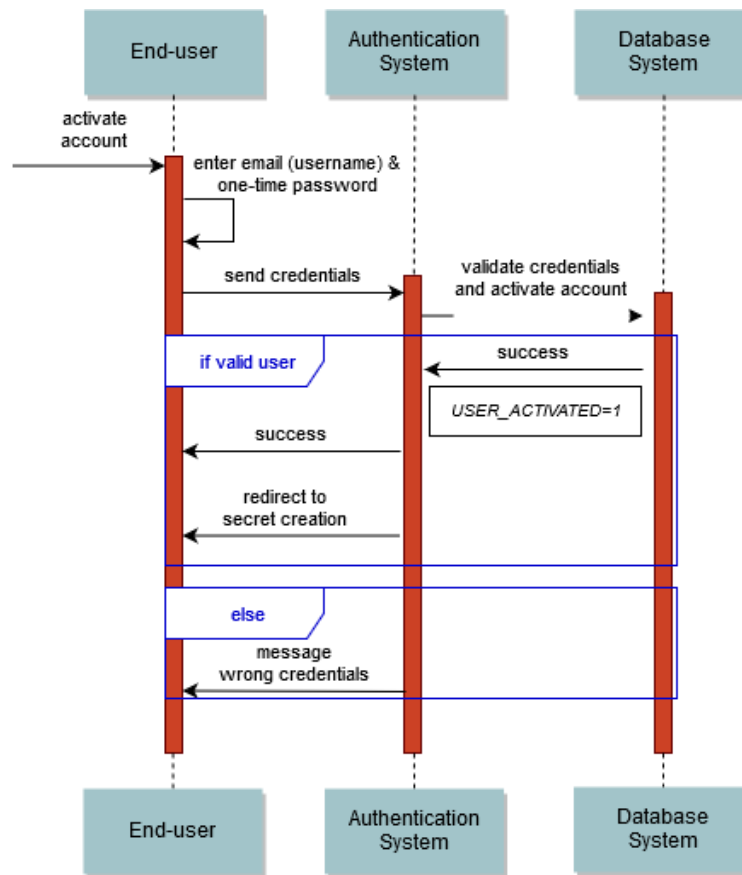 End-user
Authentication
System
Database
System
activate
account
enter email (username) &
one-time password
send credentials
validate credentials
and activate account
if valid user
success
USER_ACTIVATED=1
success
redirect to
secret creation
else
message
wrong credentials
End-user
Authentication
System
Database
System